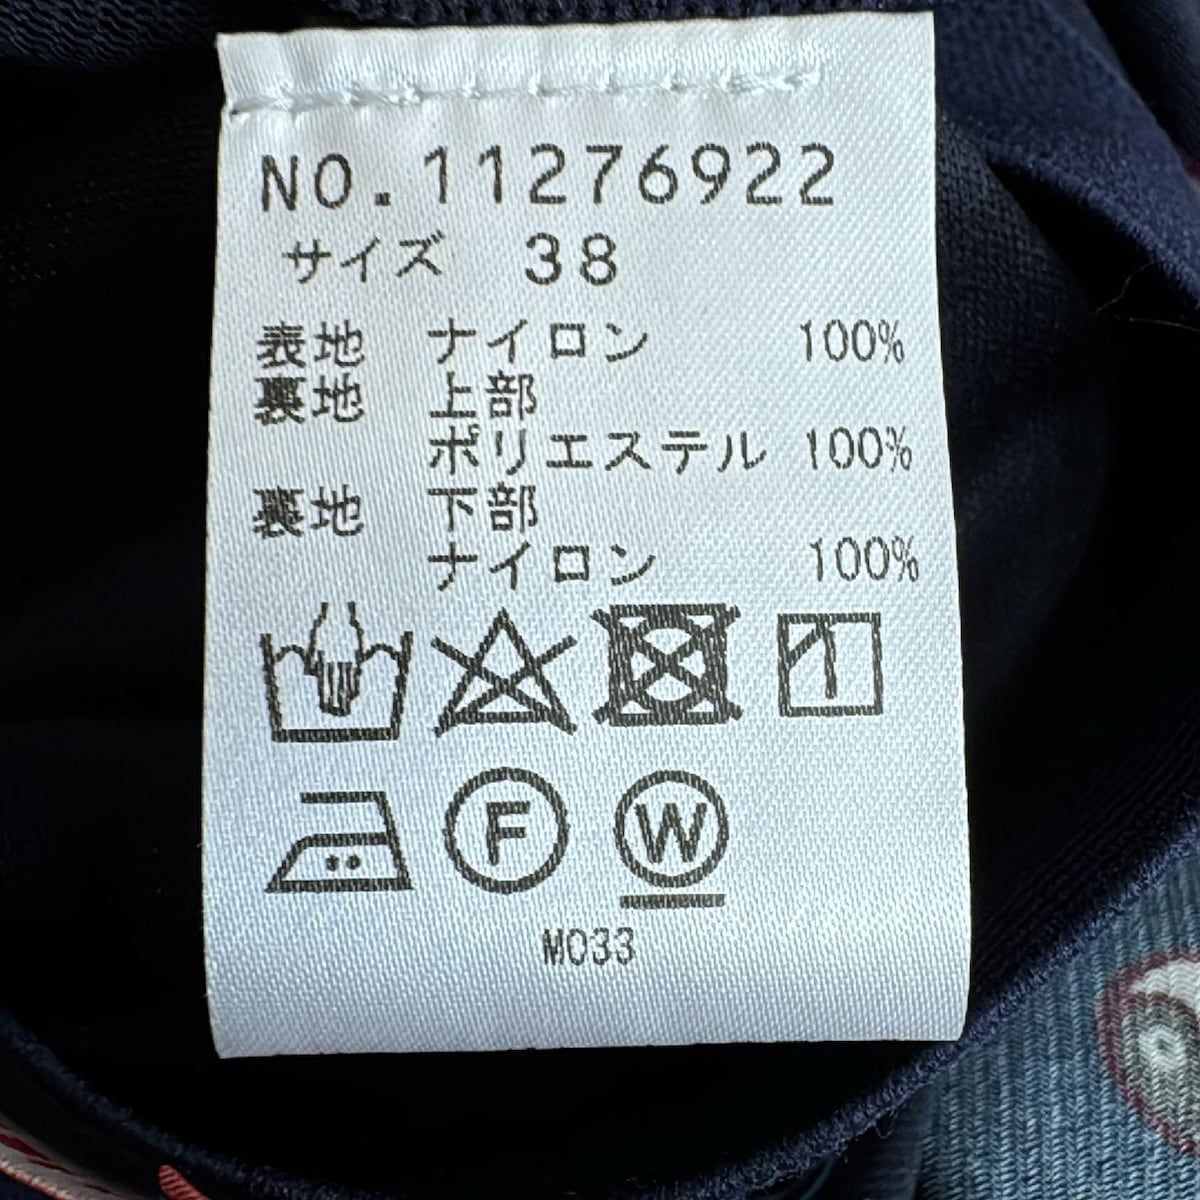 NO.11276922
サイズ 38
表地 ナイロン 100%
裏地 上部
ポリエステル 100%
裏地 下部
ナイロン 100%
F W
M033